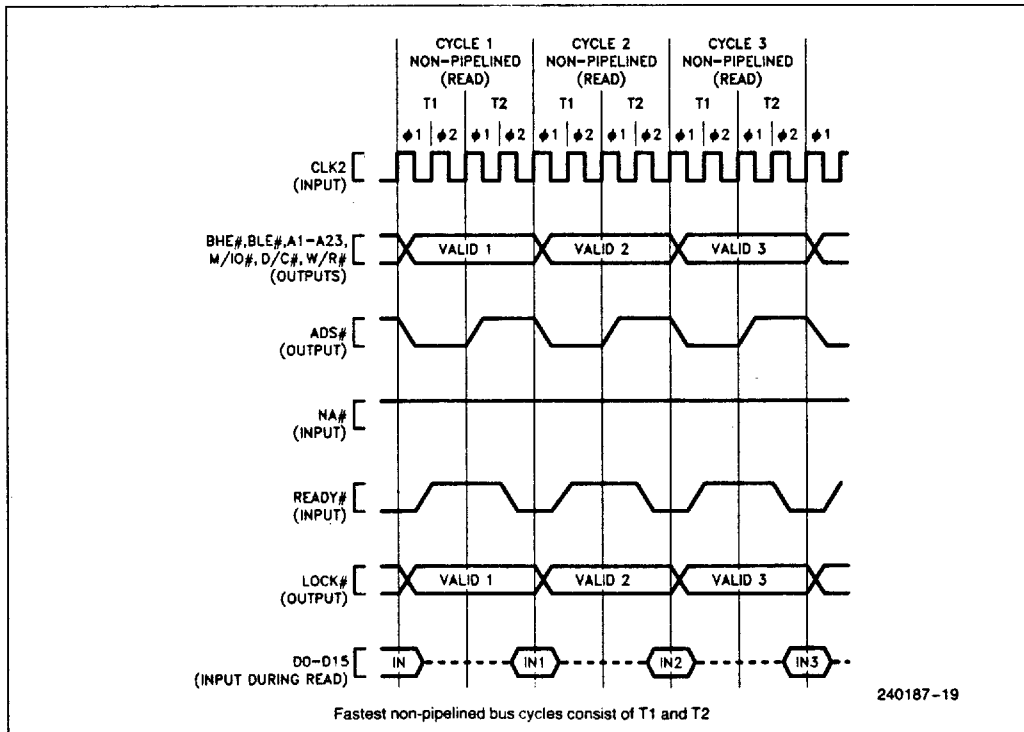 CYCLE 1 CYCLE 2 CYCLE 3
NON-PIPELINED NON-PIPELINED NON-PIPELINED
(READ) (READ) (READ)
T1 T2 T1 T2 T1 T2
ϕ1 ϕ2 ϕ1 ϕ2 ϕ1 ϕ2 ϕ1 ϕ2 ϕ1 ϕ2 ϕ1 ϕ2 ϕ1
CLK2
(INPUT)
BHE#,BLE#,A1-A23,
M/IO#,D/C#,W/R#
(OUTPUTS)
VALID 1 VALID 2 VALID 3
ADS#
(OUTPUT)
NA#
(INPUT)
READY#
(INPUT)
LOCK#
(OUTPUT)
VALID 1 VALID 2 VALID 3
D0-D15
(INPUT DURING READ)
IN IN1 IN2 IN3
240187-19
Fastest non-pipelined bus cycles consist of T1 and T2